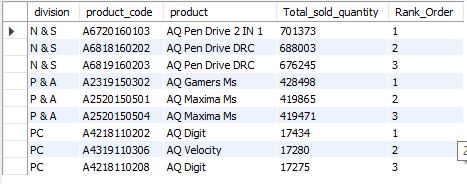 division product_code product Total_sold_quantity Rank_Order
N & S A6720160103 AQ Pen Drive 2 IN 1 701373 1
N & S A6818160202 AQ Pen Drive DRC 688003 2
N & S A6819160203 AQ Pen Drive DRC 676245 3
P & A A2319150302 AQ Gamers Ms 428498 1
P & A A2520150501 AQ Maxima Ms 419865 2
P & A A2520150504 AQ Maxima Ms 419471 3
PC A4218110202 AQ Digit 17434 1
PC A4319110306 AQ Velocity 17280 2
PC A4218110208 AQ Digit 17275 3